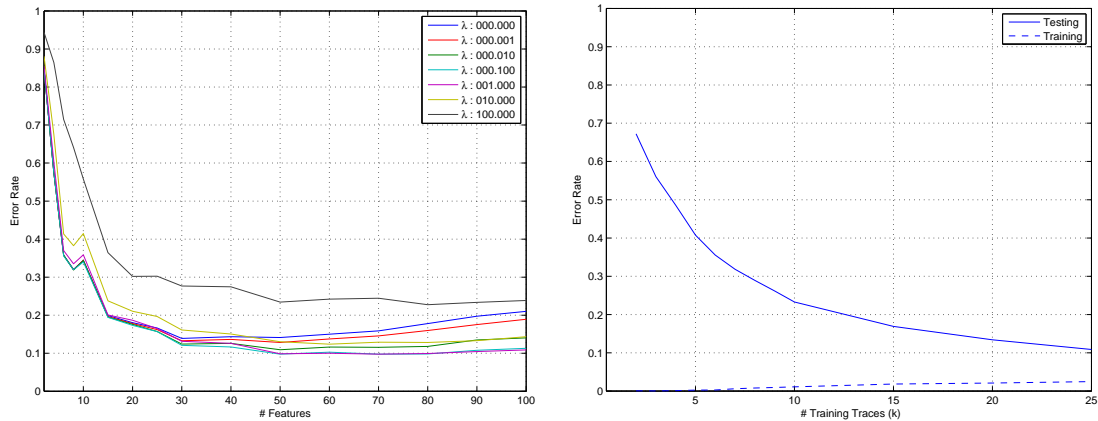 1
0.9
0.8
0.7
0.6
0.5
0.4
0.3
0.2
0.1
0
Error Rate
10 20 30 40 50 60 70 80 90 100
# Features
λ : 000.000
λ : 000.001
λ : 000.010
λ : 000.100
λ : 001.000
λ : 010.000
λ : 100.000
1
0.9
0.8
0.7
0.6
0.5
0.4
0.3
0.2
0.1
0
Error Rate
5 10 15 20 25
# Training Traces (k)
Testing
Training